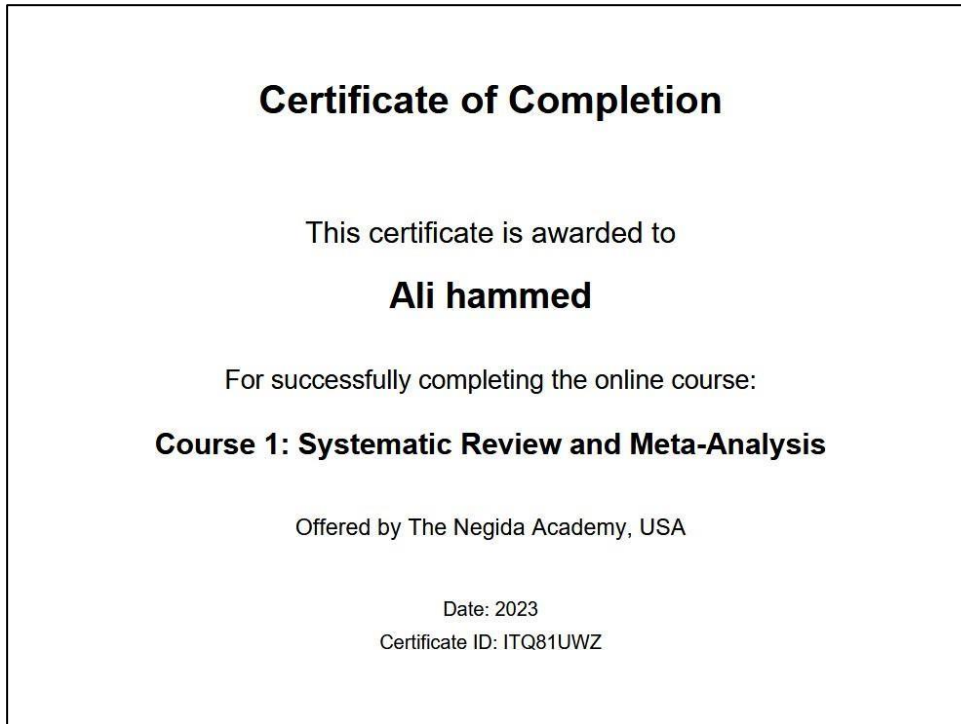 Certificate of Completion
This certificate is awarded to
Ali hammed
For successfully completing the online course:
Course 1: Systematic Review and Meta-Analysis
Offered by The Negida Academy, USA
Date: 2023
Certificate ID: ITQ81UWZ